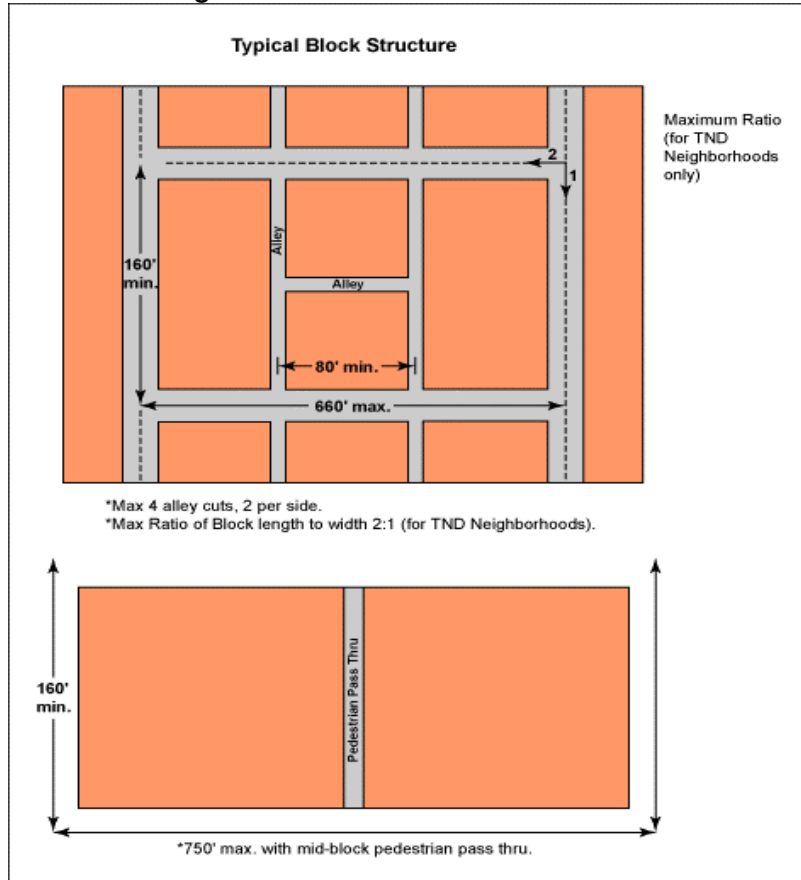 Typical Block Structure
Maximum Ratio
(for TND
Neighborhoods
only)
2
1
Alley
160'
min.
Alley
80' min.
660' max.
*Max 4 alley cuts, 2 per side.
*Max Ratio of Block length to width 2:1 (for TND Neighborhoods).
Pedestrian Pass Thru
160'
min.
*750' max. with mid-block pedestrian pass thru.